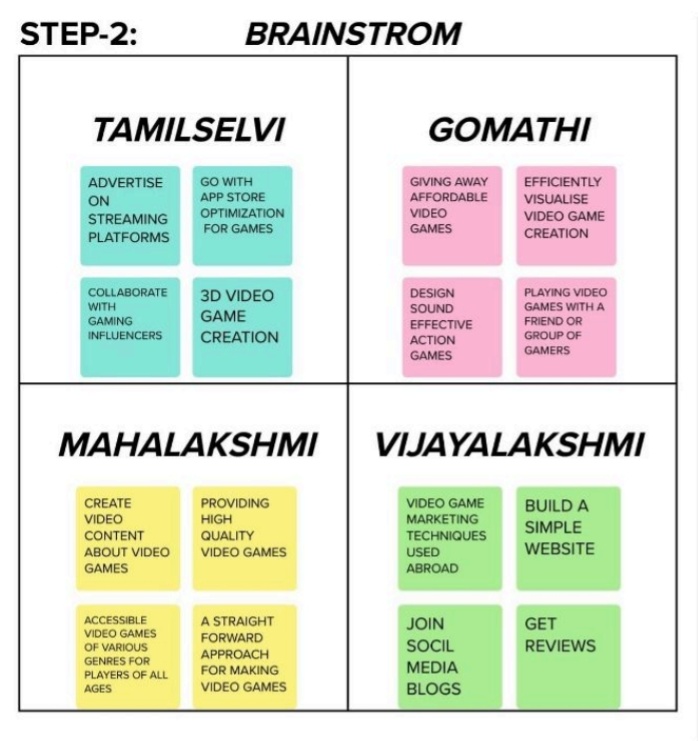 STEP-2: BRAINSTROM
TAMILSELVI
ADVERTISE
ON
STREAMING
PLATFORMS
GO WITH
APP STORE
OPTIMIZATION
FOR GAMES
COLLABORATE
WITH
GAMING
INFLUENCERS
3D VIDEO
GAME
CREATION
GOMATHI
GIVING AWAY
AFFORDABLE
VIDEO
GAMES
EFFICIENTLY
VISUALISE
VIDEO GAME
CREATION
DESIGN
SOUND
EFFECTIVE
ACTION
GAMES
PLAYING VIDEO
GAMES WITH A
FRIEND OR
GROUP OF
GAMERS
MAHALAKSHMI
CREATE
VIDEO
CONTENT
ABOUT VIDEO
GAMES
PROVIDING
HIGH
QUALITY
VIDEO GAMES
ACCESSIBLE
VIDEO GAMES
OF VARIOUS
GENRES FOR
PLAYERS OF ALL
AGES
A STRAIGHT
FORWARD
APPROACH
FOR MAKING
VIDEO GAMES
VIJAYALAKSHMI
VIDEO GAME
MARKETING
TECHNIQUES
USED
ABROAD
BUILD A
SIMPLE
WEBSITE
JOIN
SOCIL
MEDIA
BLOGS
GET
REVIEWS